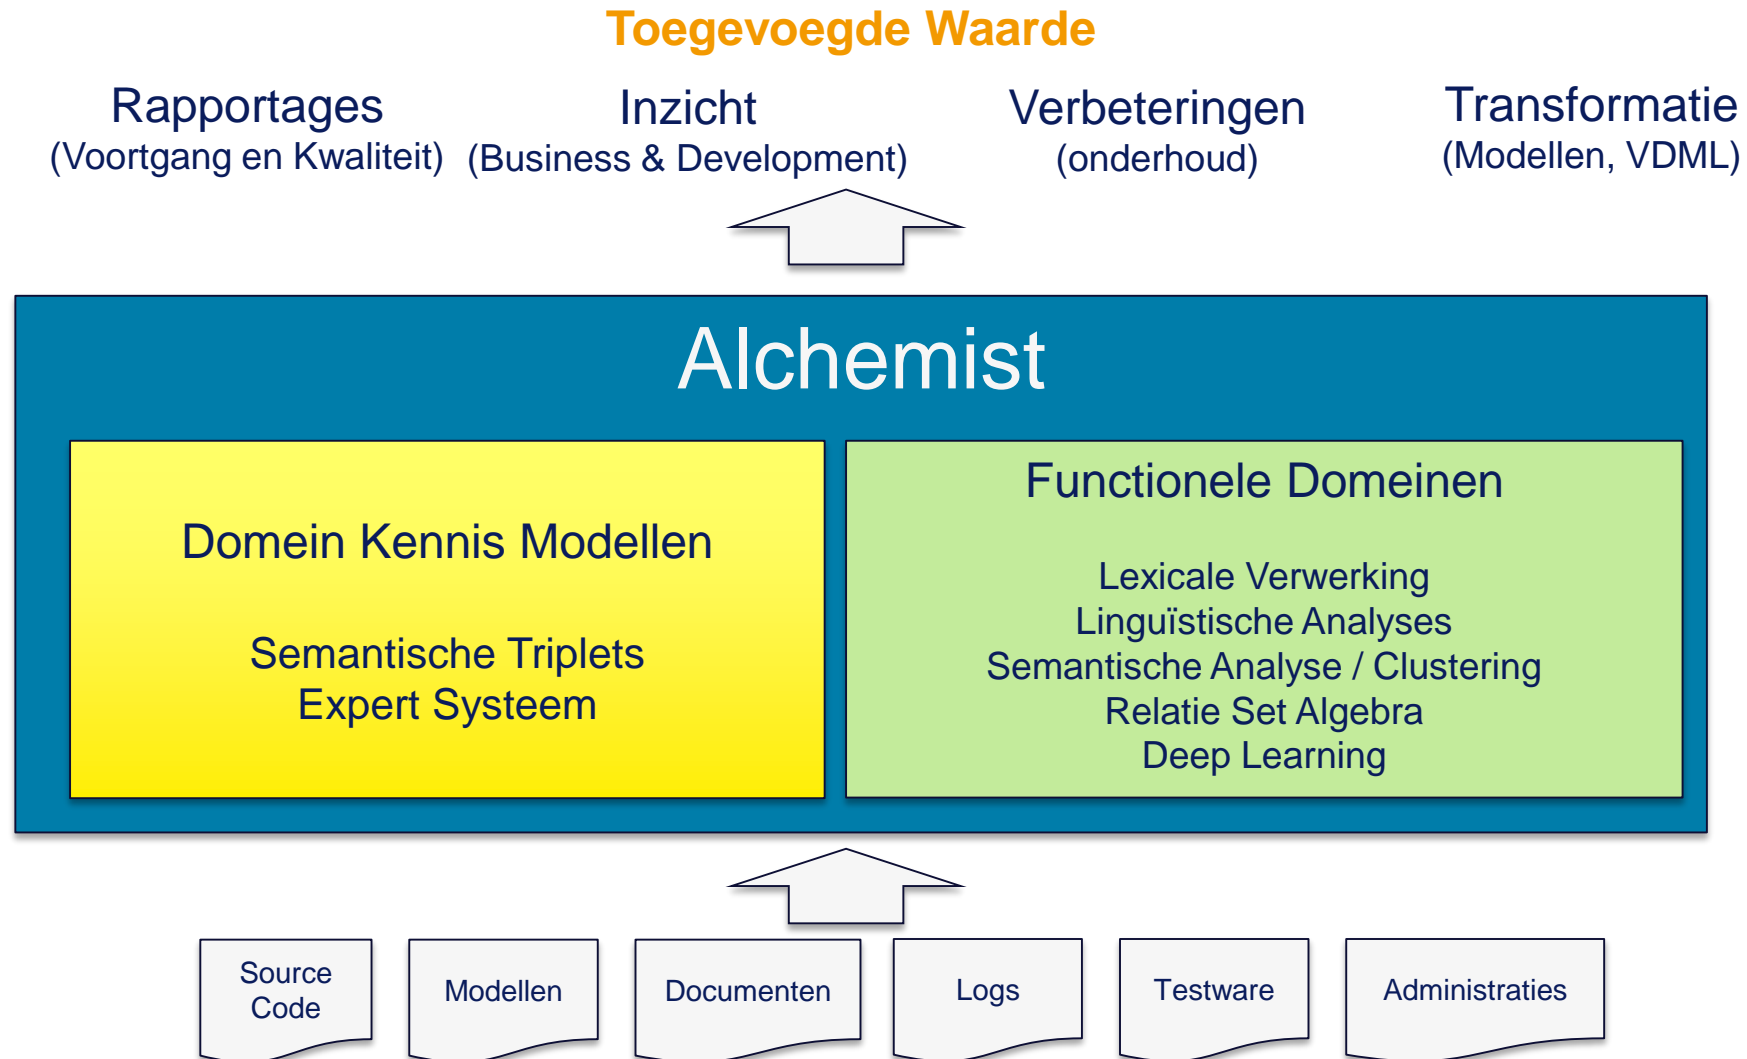 Toegevoegde Waarde
Rapportages
(Voortgang en Kwaliteit)
Inzicht
(Business & Development)
Verbeteringen
(onderhoud)
Transformatie
(Modellen, VDML)
Alchemist
Domein Kennis Modellen
Semantische Triplets
Expert Systeem
Functionele Domeinen
Lexicale Verwerking
Linguïstische Analyses
Semantische Analyse / Clustering
Relatie Set Algebra
Deep Learning
Source
Code
Modellen
Documenten
Logs
Testware
Administraties